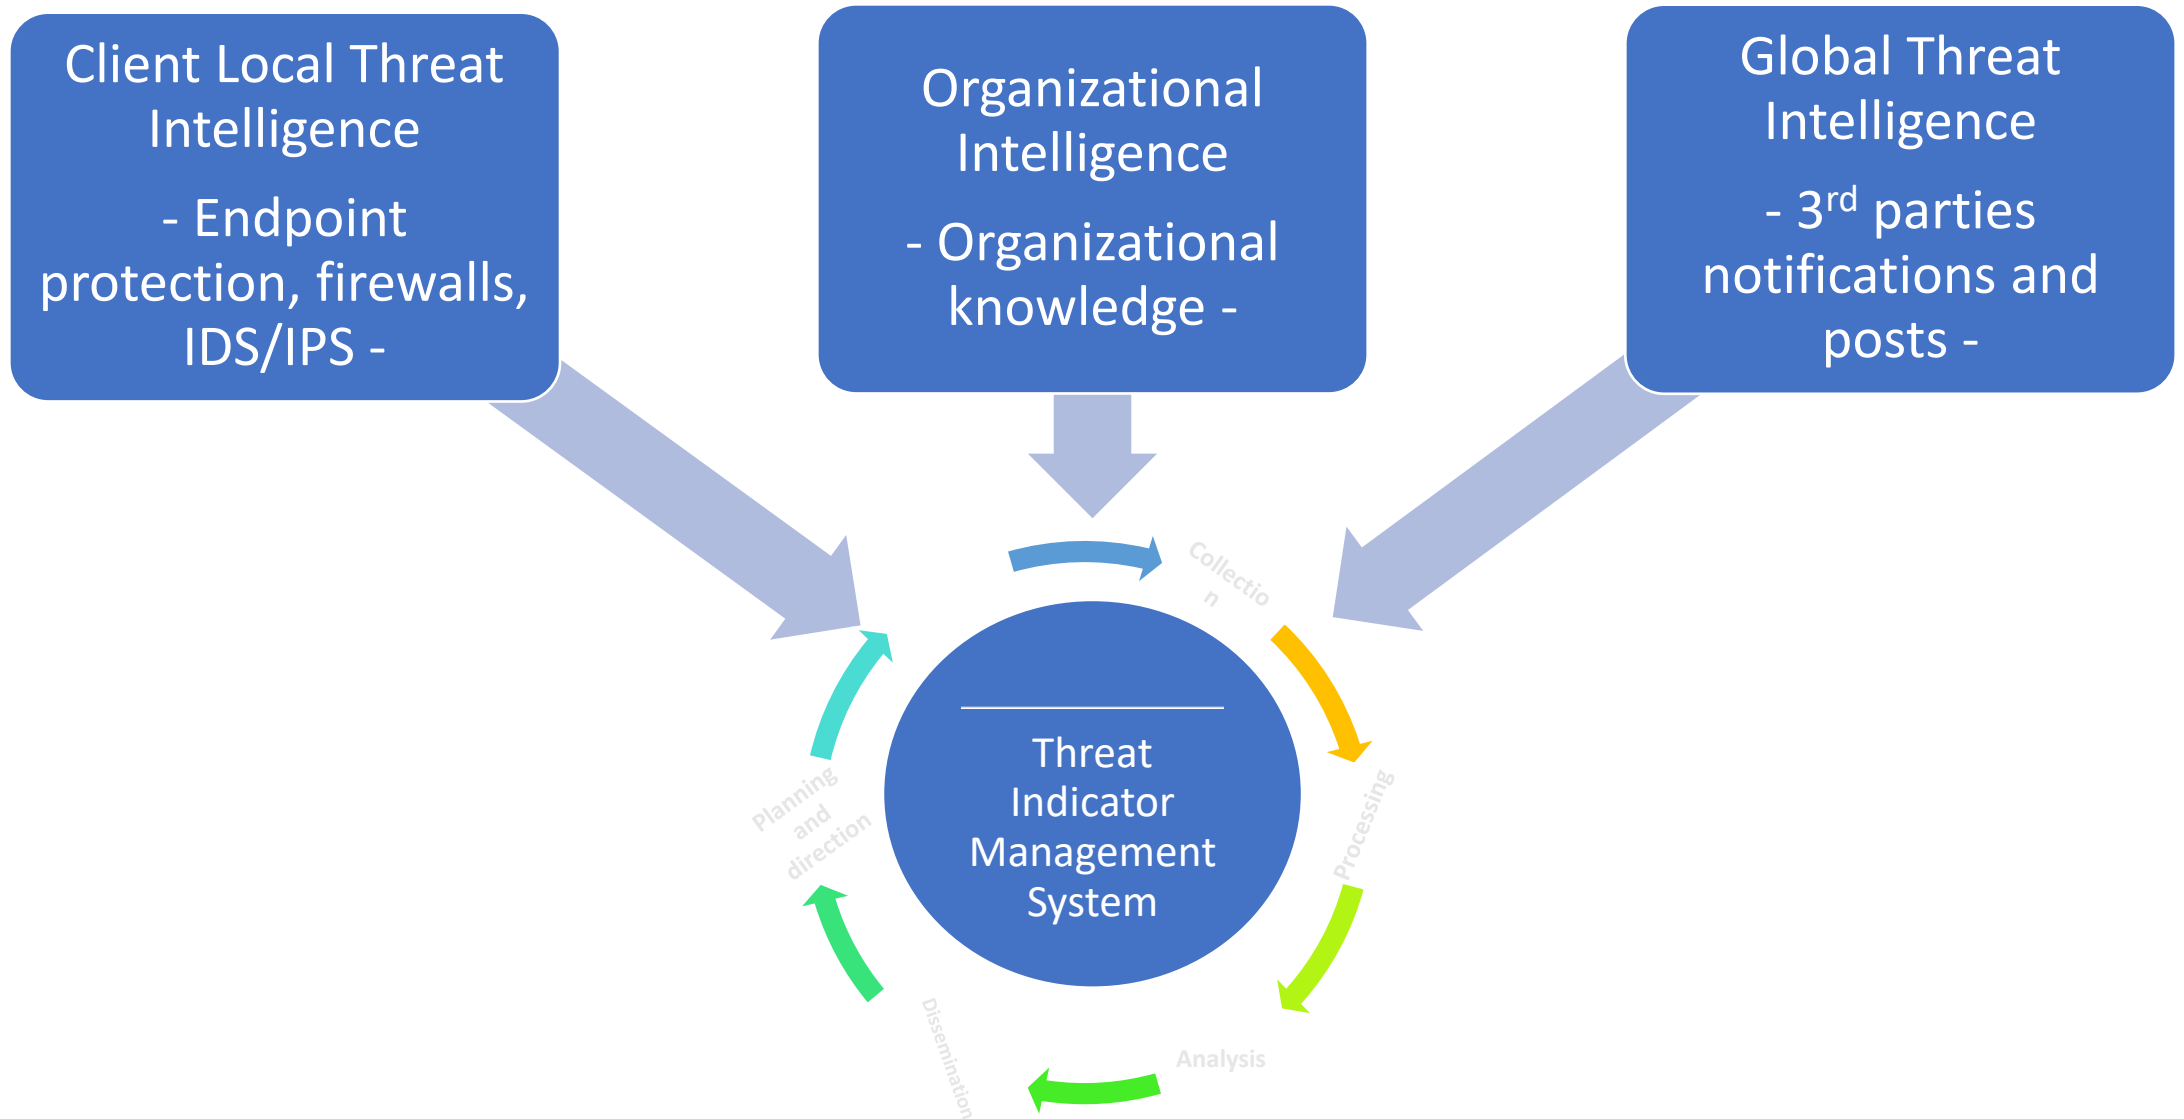 Client Local Threat
Intelligence
- Endpoint
protection, firewalls,
IDS/IPS -
Organizational
Intelligence
- Organizational
knowledge -
Global Threat
Intelligence
- 3rd parties
notifications and
posts -
Collectio
n
Threat
Indicator
Management
System
Planning
and
direction
Processing
Analysis
Dissemination